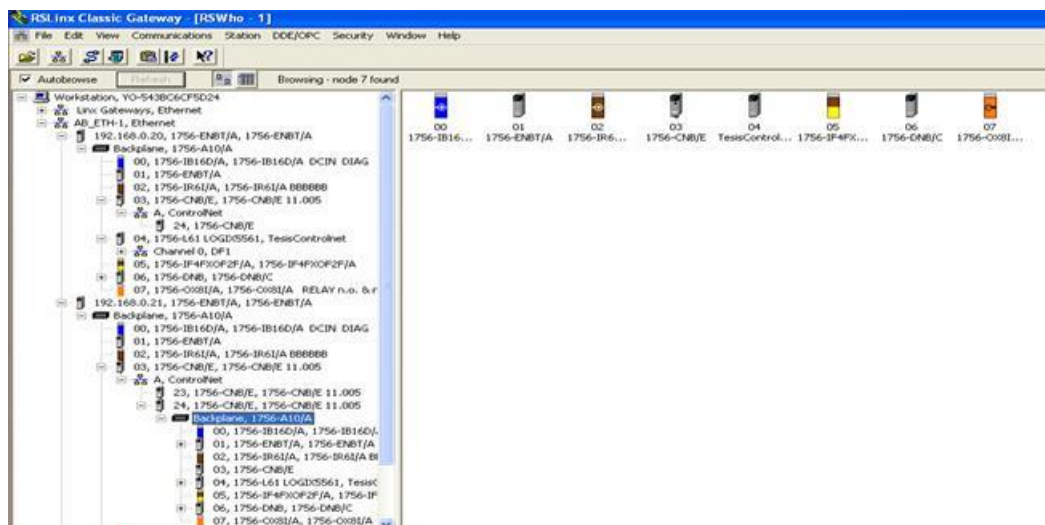 RSLinx Classic Gateway - [RSWho - 1]
File Edit View Communications Station DDE/OPC Security Window Help
Autobrowse Refresh Browsing - node 7 found
Workstation, YO-543BC6CF5D24
Linx Gateways, Ethernet
AB_ETH-1, Ethernet
192.168.0.20, 1756-ENBT/A, 1756-ENBT/A
Backplane, 1756-A10/A
00, 1756-IB16D/A, 1756-IB16D/A DCIN DIAG
01, 1756-ENBT/A
02, 1756-IR6I/A, 1756-IR6I/A BBBBBB
03, 1756-CNB/E, 1756-CNB/E 11.005
A, ControlNet
24, 1756-CNB/E
04, 1756-L61 LOGIX5561, TesisControlnet
Channel 0, DF1
05, 1756-IF4FXOF2F/A, 1756-IF4FXOF2F/A
06, 1756-DNB, 1756-DNB/C
07, 1756-OX8I/A, 1756-OX8I/A RELAY n.o. & r
192.168.0.21, 1756-ENBT/A, 1756-ENBT/A
Backplane, 1756-A10/A
00, 1756-IB16D/A, 1756-IB16D/A DCIN DIAG
01, 1756-ENBT/A
02, 1756-IR6I/A, 1756-IR6I/A BBBBBB
03, 1756-CNB/E, 1756-CNB/E 11.005
A, ControlNet
23, 1756-CNB/E, 1756-CNB/E 11.005
24, 1756-CNB/E, 1756-CNB/E 11.005
Backplane, 1756-A10/A
00, 1756-IB16D/A, 1756-IB16D/
01, 1756-ENBT/A, 1756-ENBT/A
02, 1756-IR6I/A, 1756-IR6I/A B
03, 1756-CNB/E
04, 1756-L61 LOGIX5561, Tesis
05, 1756-IF4FXOF2F/A, 1756-IF
06, 1756-DNB, 1756-DNB/C
07, 1756-OX8I/A, 1756-OX8I/A
00 01 02 03 04 05 06 07
1756-IB16... 1756-ENBT/A 1756-IR6... 1756-CNB/E TesisControl... 1756-IF4FX... 1756-DNB/C 1756-OX8I...